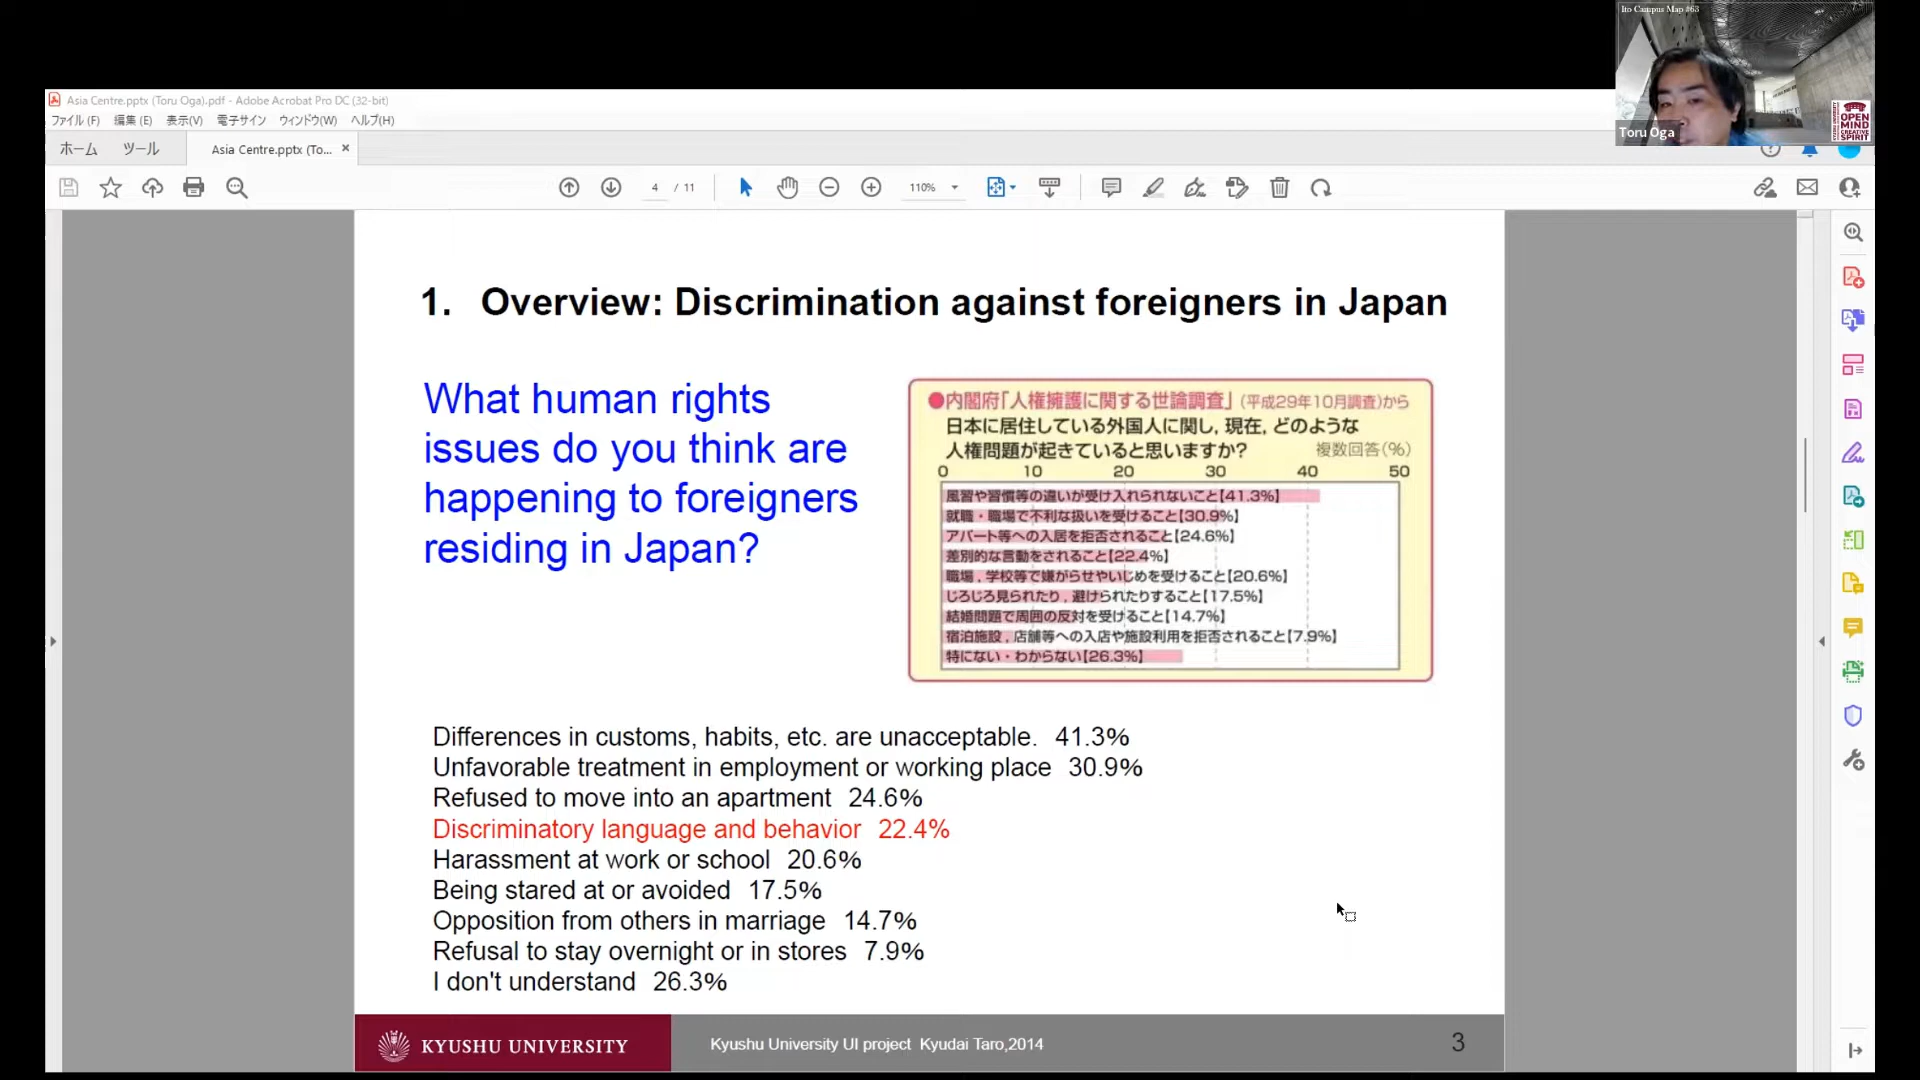 Ito Campus Map #63
Toru Oga
KYUSHU UNIVERSITY
OPEN
MIND
CREATIVE
SPIRIT
Asia Centre.pptx (Toru Oga).pdf - Adobe Acrobat Pro DC (32-bit)
ファイル(F) 編集(E) 表示(V) 電子サイン ウィンドウ(W) ヘルプ(H)
ホーム ツール Asia Centre.pptx (To... ×
4 / 11 110%
1. Overview: Discrimination against foreigners in Japan
What human rights
issues do you think are
happening to foreigners
residing in Japan?
●内閣府「人権擁護に関する世論調査」(平成29年10月調査)から
日本に居住している外国人に関し, 現在, どのような
人権問題が起きていると思いますか? 複数回答(%)
0 10 20 30 40 50
風習や習慣等の違いが受け入れられないこと【41.3%】
就職・職場で不利な扱いを受けること【30.9%】
アパート等への入居を拒否されること【24.6%】
差別的な言動をされること【22.4%】
職場, 学校等で嫌がらせやいじめを受けること【20.6%】
じろじろ見られたり, 避けられたりすること【17.5%】
結婚問題で周囲の反対を受けること【14.7%】
宿泊施設, 店舗等への入店や施設利用を拒否されること【7.9%】
特にない・わからない【26.3%】
Differences in customs, habits, etc. are unacceptable. 41.3%
Unfavorable treatment in employment or working place 30.9%
Refused to move into an apartment 24.6%
Discriminatory language and behavior 22.4%
Harassment at work or school 20.6%
Being stared at or avoided 17.5%
Opposition from others in marriage 14.7%
Refusal to stay overnight or in stores 7.9%
I don't understand 26.3%
KYUSHU UNIVERSITY
Kyushu University UI project Kyudai Taro,2014
3